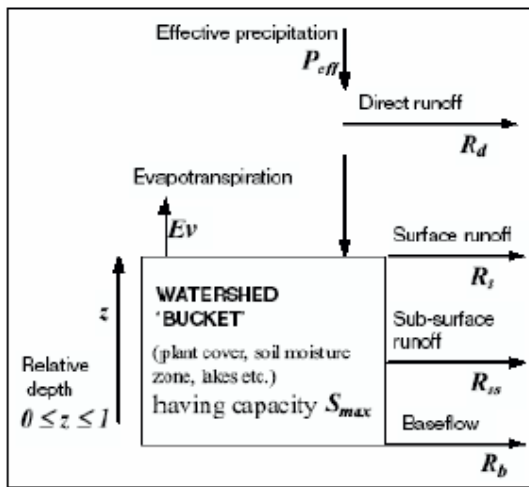 Effective precipitation
P_eff
Direct runoff
R_d
Evapotranspiration
Ev
Surface runoff
R_s
z
WATERSHED
'BUCKET'
(plant cover, soil moisture
zone, lakes etc.)
having capacity S_max
Sub-surface
runoff
R_ss
Relative
depth
0 ≤ z ≤ 1
Baseflow
R_b